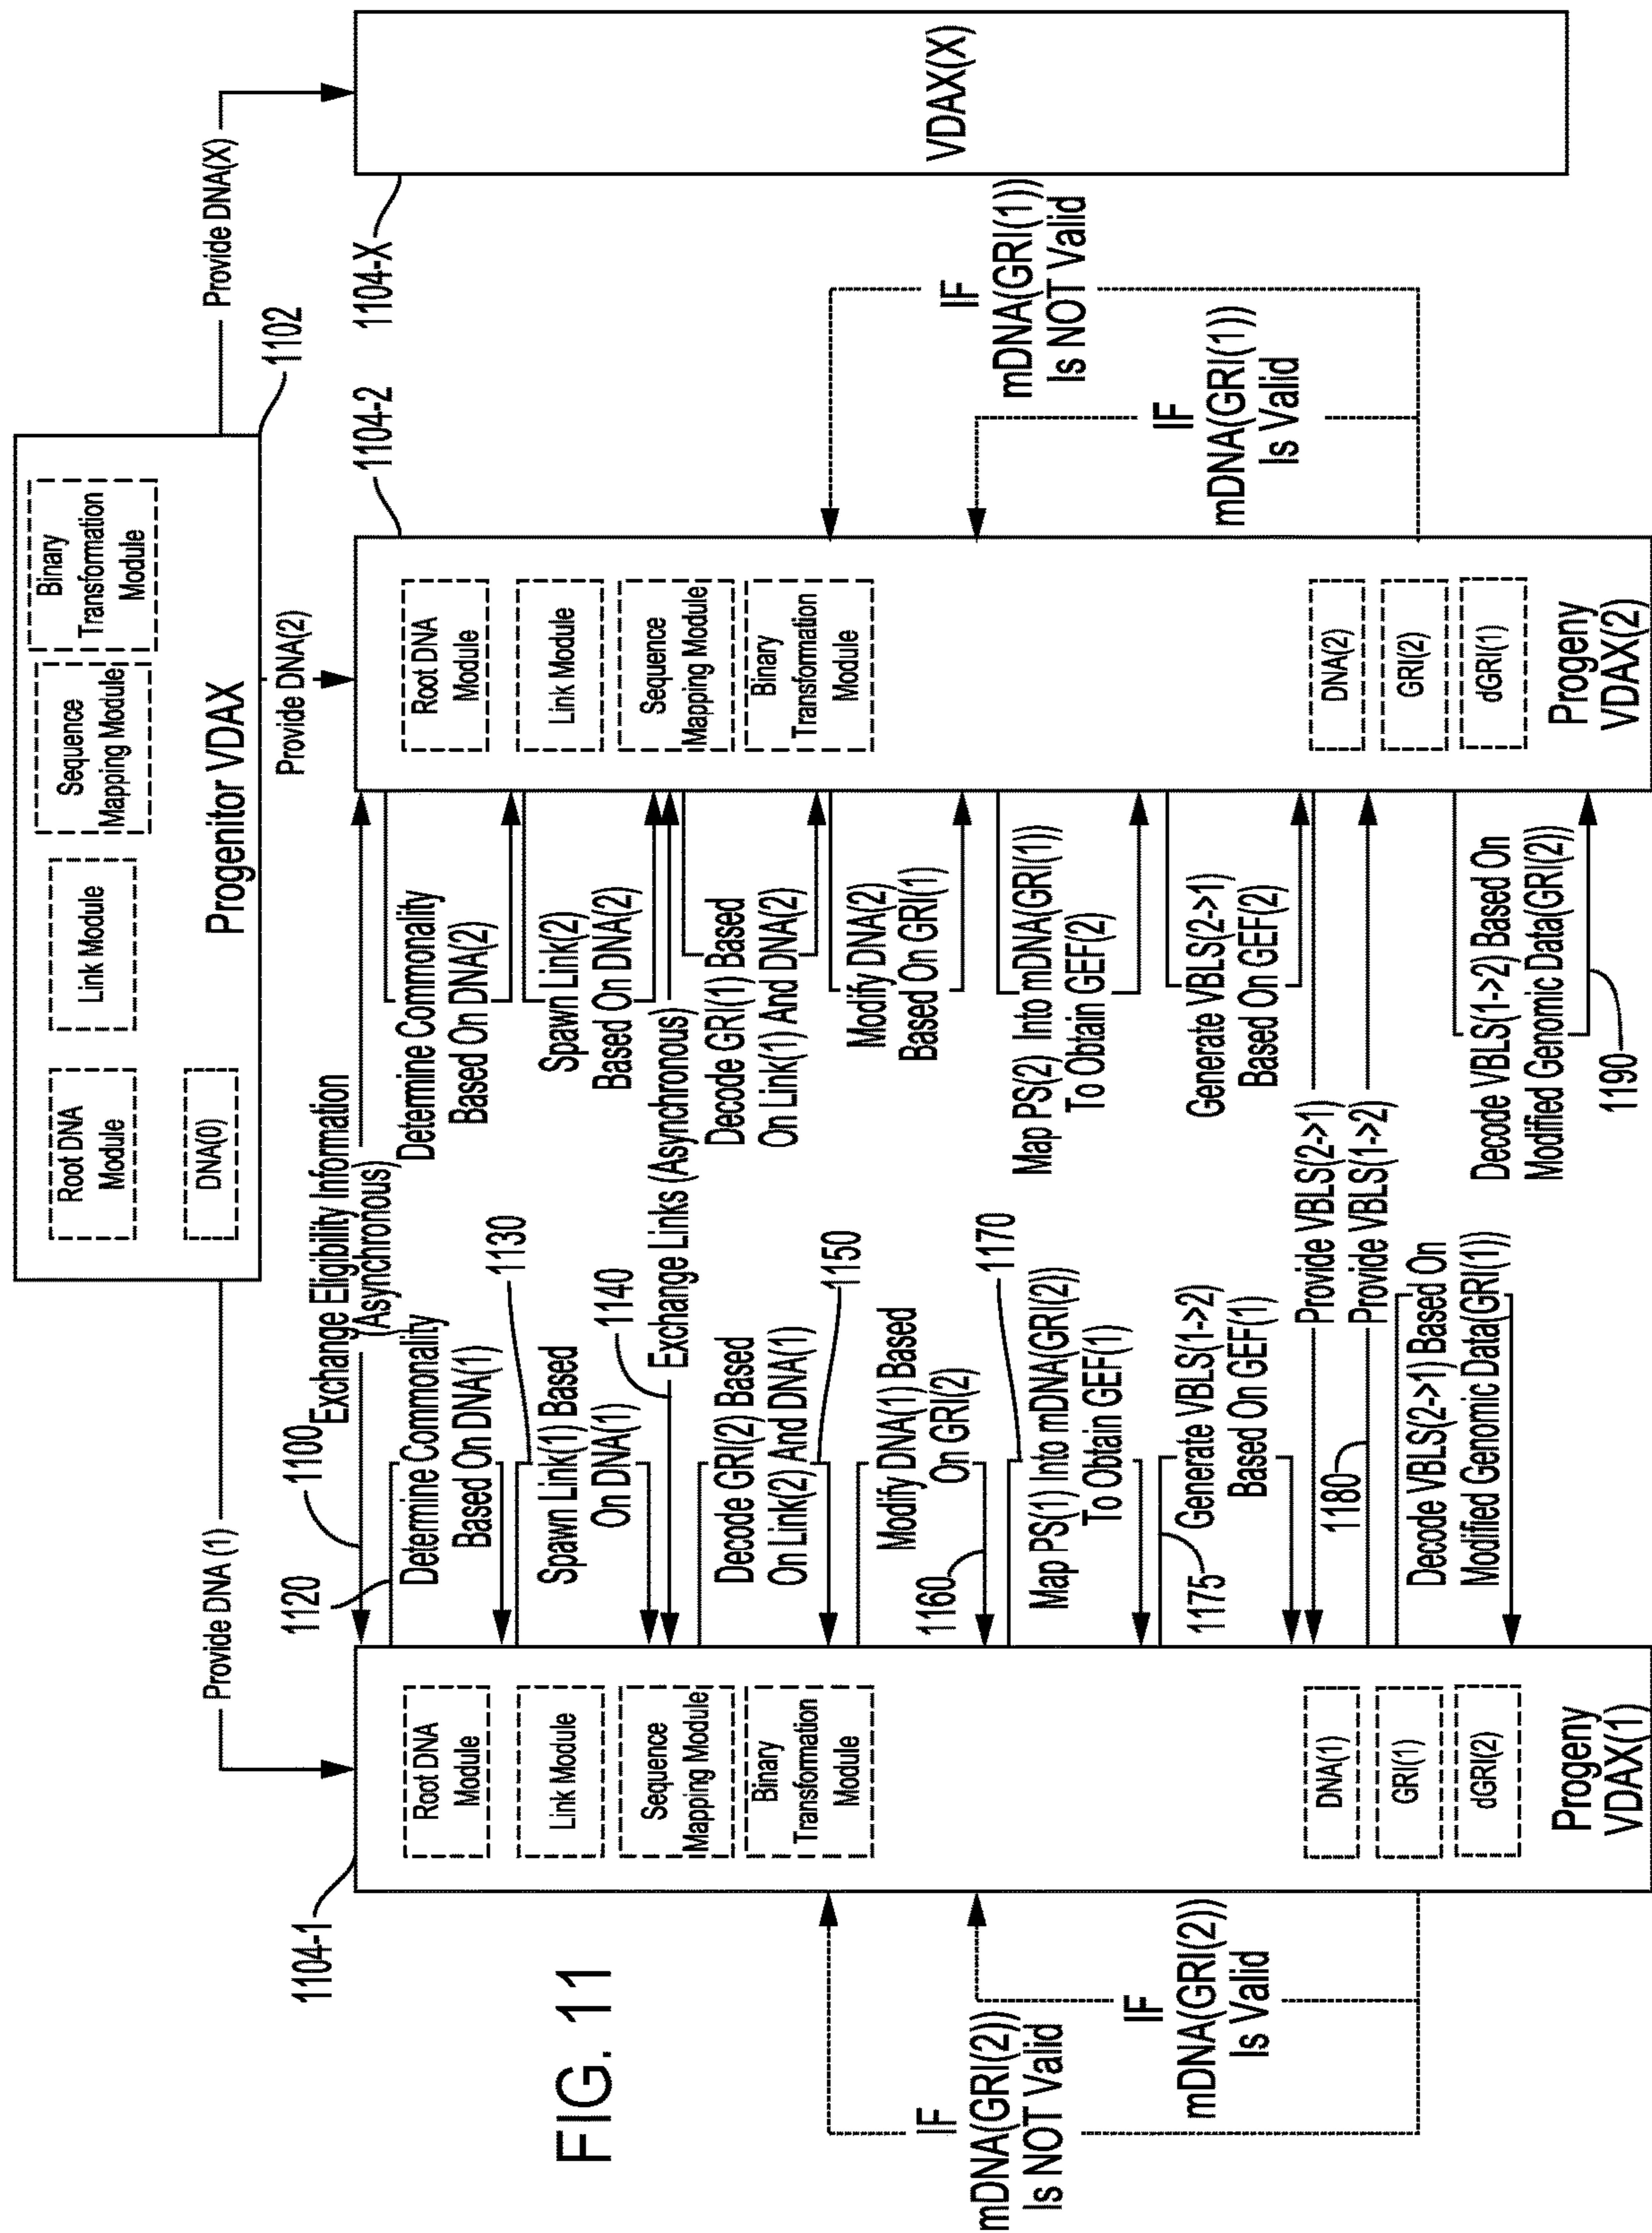 FIG. 11
Root DNA
Module
Link Module
Sequence
Mapping Module
Binary
Transformation
Module
DNA(0)
Progenitor VDAX
1102
Provide DNA (1)
Provide DNA(2)
Provide DNA(X)
1104-1
1104-2
1104-X
VDAX(X)
Root DNA
Module
Link Module
Sequence
Mapping Module
Binary
Transformation
Module
DNA(1)
GRI(1)
dGRI(2)
Progeny
VDAX(1)
Root DNA
Module
Link Module
Sequence
Mapping Module
Binary
Transformation
Module
DNA(2)
GRI(2)
dGRI(1)
Progeny
VDAX(2)
1100
Exchange Eligibility Information
(Asynchronous)
1120
Determine Commonality
Based On DNA(1)
Determine Commonality
Based On DNA(2)
1130
Spawn Link(1) Based
On DNA(1)
Spawn Link(2)
Based On DNA(2)
1140
Exchange Links (Asynchronous)
Decode GRI(2) Based
On Link(2) And DNA(1)
1150
Decode GR(1) Based
On Link(1) And DNA(2)
Modify DNA(1) Based
On GRI(2)
1160
Modify DNA(2)
Based On GRI(1)
1170
Map PS(1) Into mDNA(GRI(2))
To Obtain GEF(1)
Map PS(2) Into mDNA(GRI(1))
To Obtain GEF(2)
1175
Generate VBLS(1->2)
Based On GEF(1)
Generate VBLS(2->1)
Based On GEF(2)
Provide VBLS(2->1)
1180
Provide VBLS(1->2)
Decode VBLS(2->1) Based On
Modified Genomic Data(GRI(1))
Decode VBLS(1->2) Based On
Modified Genomic Data(GRI(2))
1190
IF
mDNA(GRI(2))
Is NOT Valid
IF
mDNA(GRI(2))
Is Valid
IF
mDNA(GRI(1))
Is NOT Valid
IF
mDNA(GRI(1))
Is Valid